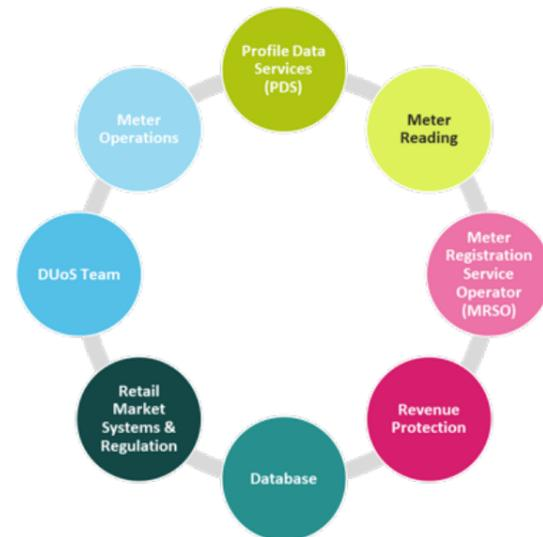 Profile Data
Services
(PDS)
Meter
Reading
Meter
Registration
Service
Operator
(MRSO)
Revenue
Protection
Database
Retail
Market
Systems &
Regulation
DUoS Team
Meter
Operations